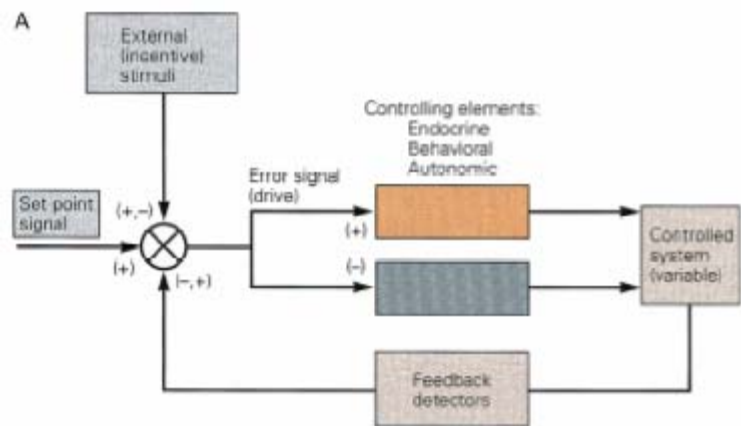 A
External
(incentive)
stimuli
Controlling elements:
Endocrine
Behavioral
Autonomic
Error signal
(drive)
Set point
signal
(+,−)
(+)
(−,+)
(+)
(−)
Controlled
system
(variable)
Feedback
detectors